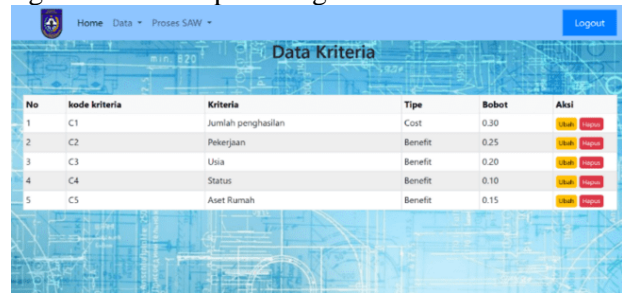 Home Data Proses SAW Logout
min. 820
Data Kriteria
No kode kriteria Kriteria Tipe Bobot Aksi
1 C1 Jumlah penghasilan Cost 0.30 Ubah Hapus
2 C2 Pekerjaan Benefit 0.25 Ubah Hapus
3 C3 Usia Benefit 0.20 Ubah Hapus
4 C4 Status Benefit 0.10 Ubah Hapus
5 C5 Aset Rumah Benefit 0.15 Ubah Hapus